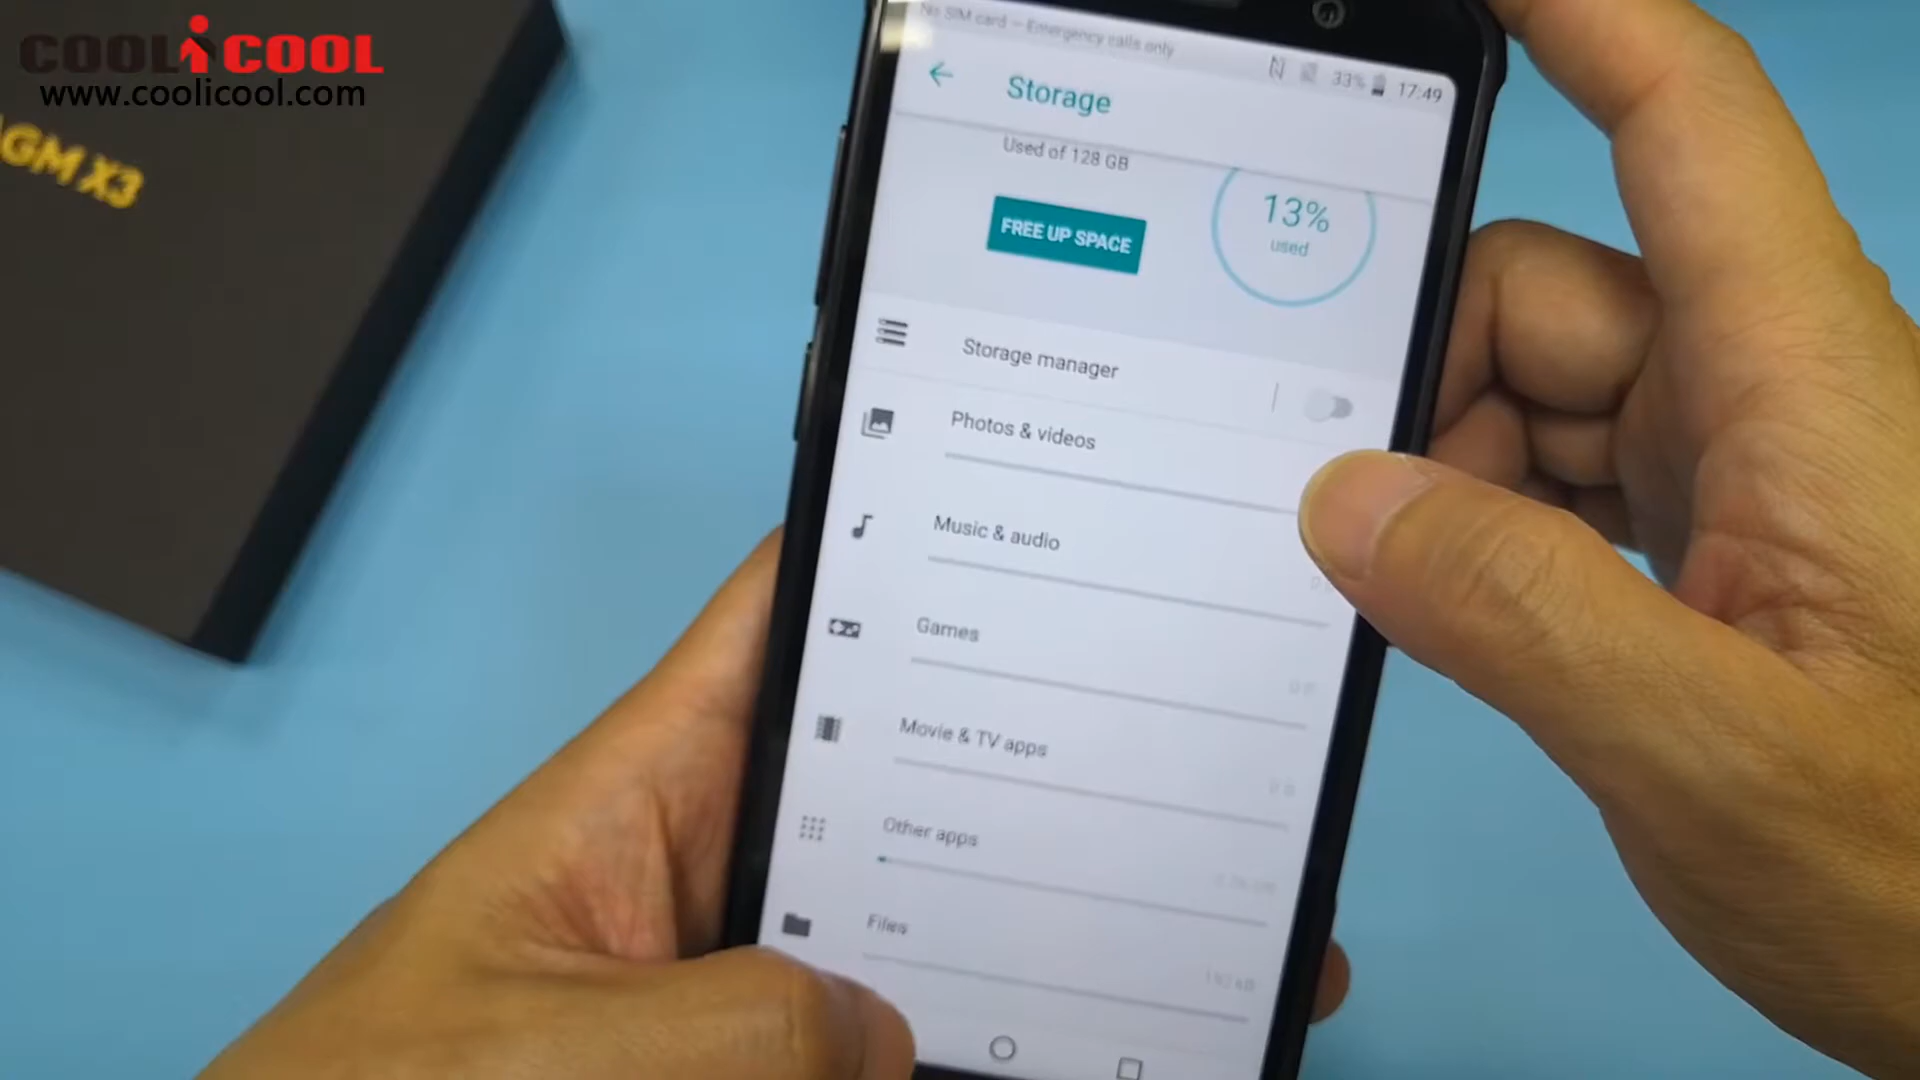 COOLiCOOL
www.coolicool.com
AGM X3
No SIM card — Emergency calls only
33% 17:49
Storage
Used of 128 GB
13%
used
FREE UP SPACE
Storage manager
Photos & videos
Music & audio
Games
Movie & TV apps
Other apps
Files